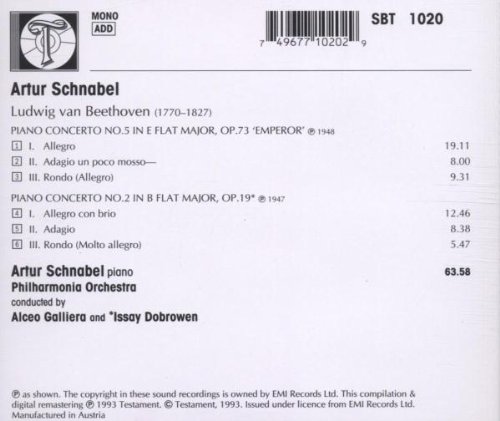 MONO
ADD
SBT 1020
7 49677 10202 9
Artur Schnabel
Ludwig van Beethoven (1770–1827)
PIANO CONCERTO NO.5 IN E FLAT MAJOR, OP.73 ‘EMPEROR’ ℗ 1948
1 I. Allegro 19.11
2 II. Adagio un poco mosso— 8.00
3 III. Rondo (Allegro) 9.31
PIANO CONCERTO NO.2 IN B FLAT MAJOR, OP.19* ℗ 1947
4 I. Allegro con brio 12.46
5 II. Adagio 8.38
6 III. Rondo (Molto allegro) 5.47
Artur Schnabel piano 63.58
Philharmonia Orchestra
conducted by
Alceo Galliera and *Issay Dobrowen
℗ as shown. The copyright in these sound recordings is owned by EMI Records Ltd. This compilation &
digital remastering ℗ 1993 Testament. © Testament, 1993. Issued under licence from EMI Records Ltd.
Manufactured in Austria